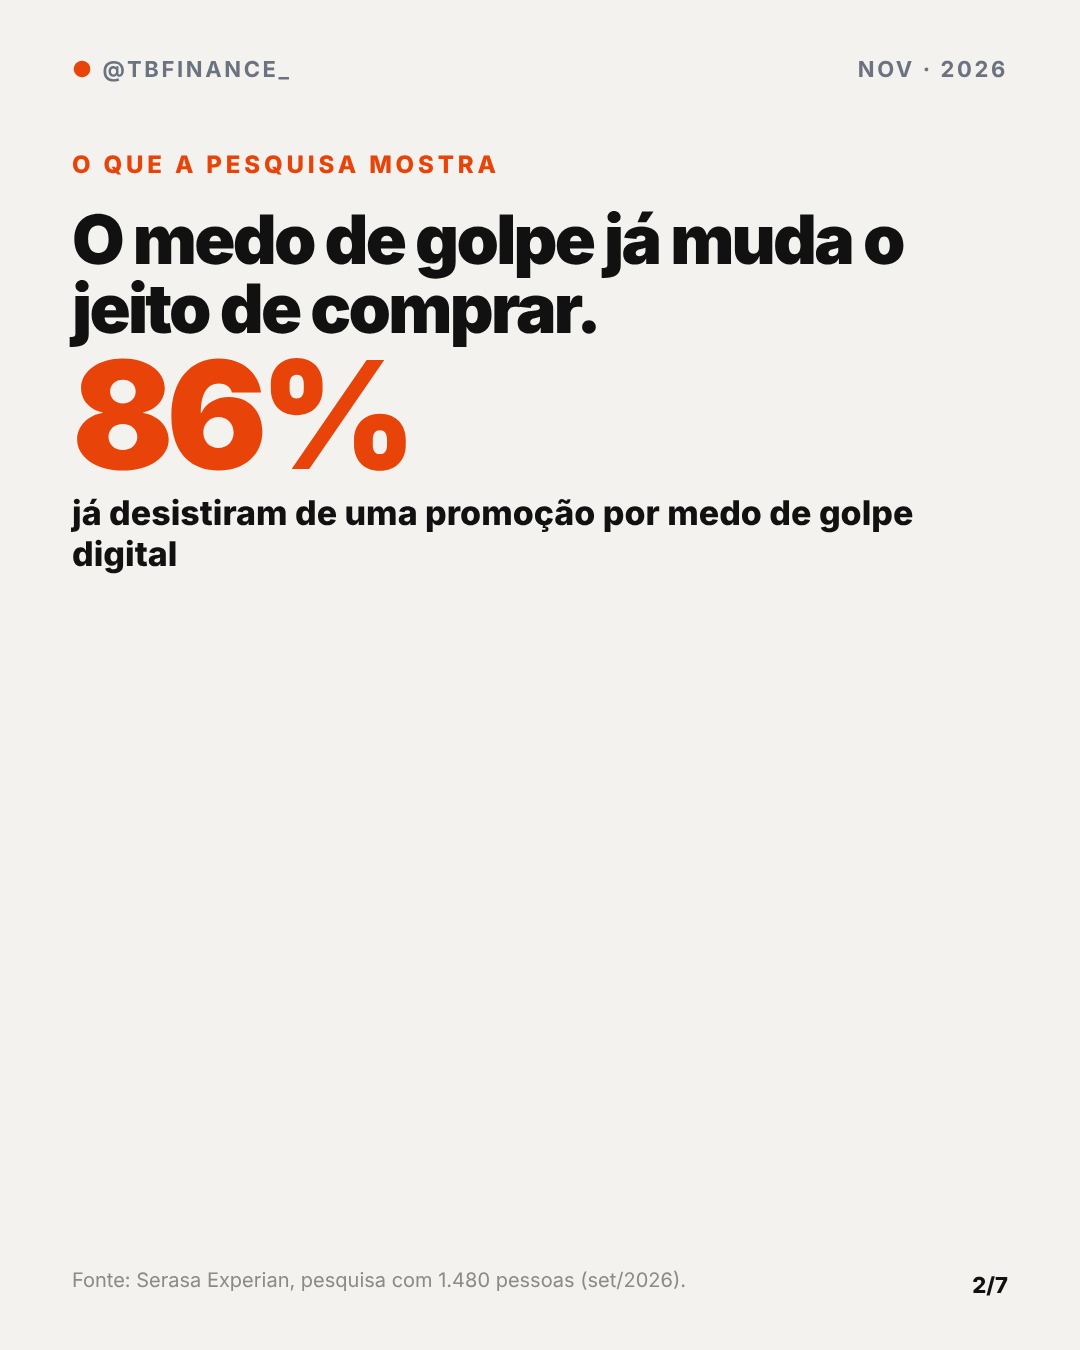 @TBFINANCE_
NOV · 2026
O QUE A PESQUISA MOSTRA
O medo de golpe já muda o
jeito de comprar.
86%
já desistiram de uma promoção por medo de golpe
digital
Fonte: Serasa Experian, pesquisa com 1.480 pessoas (set/2026).
2/7